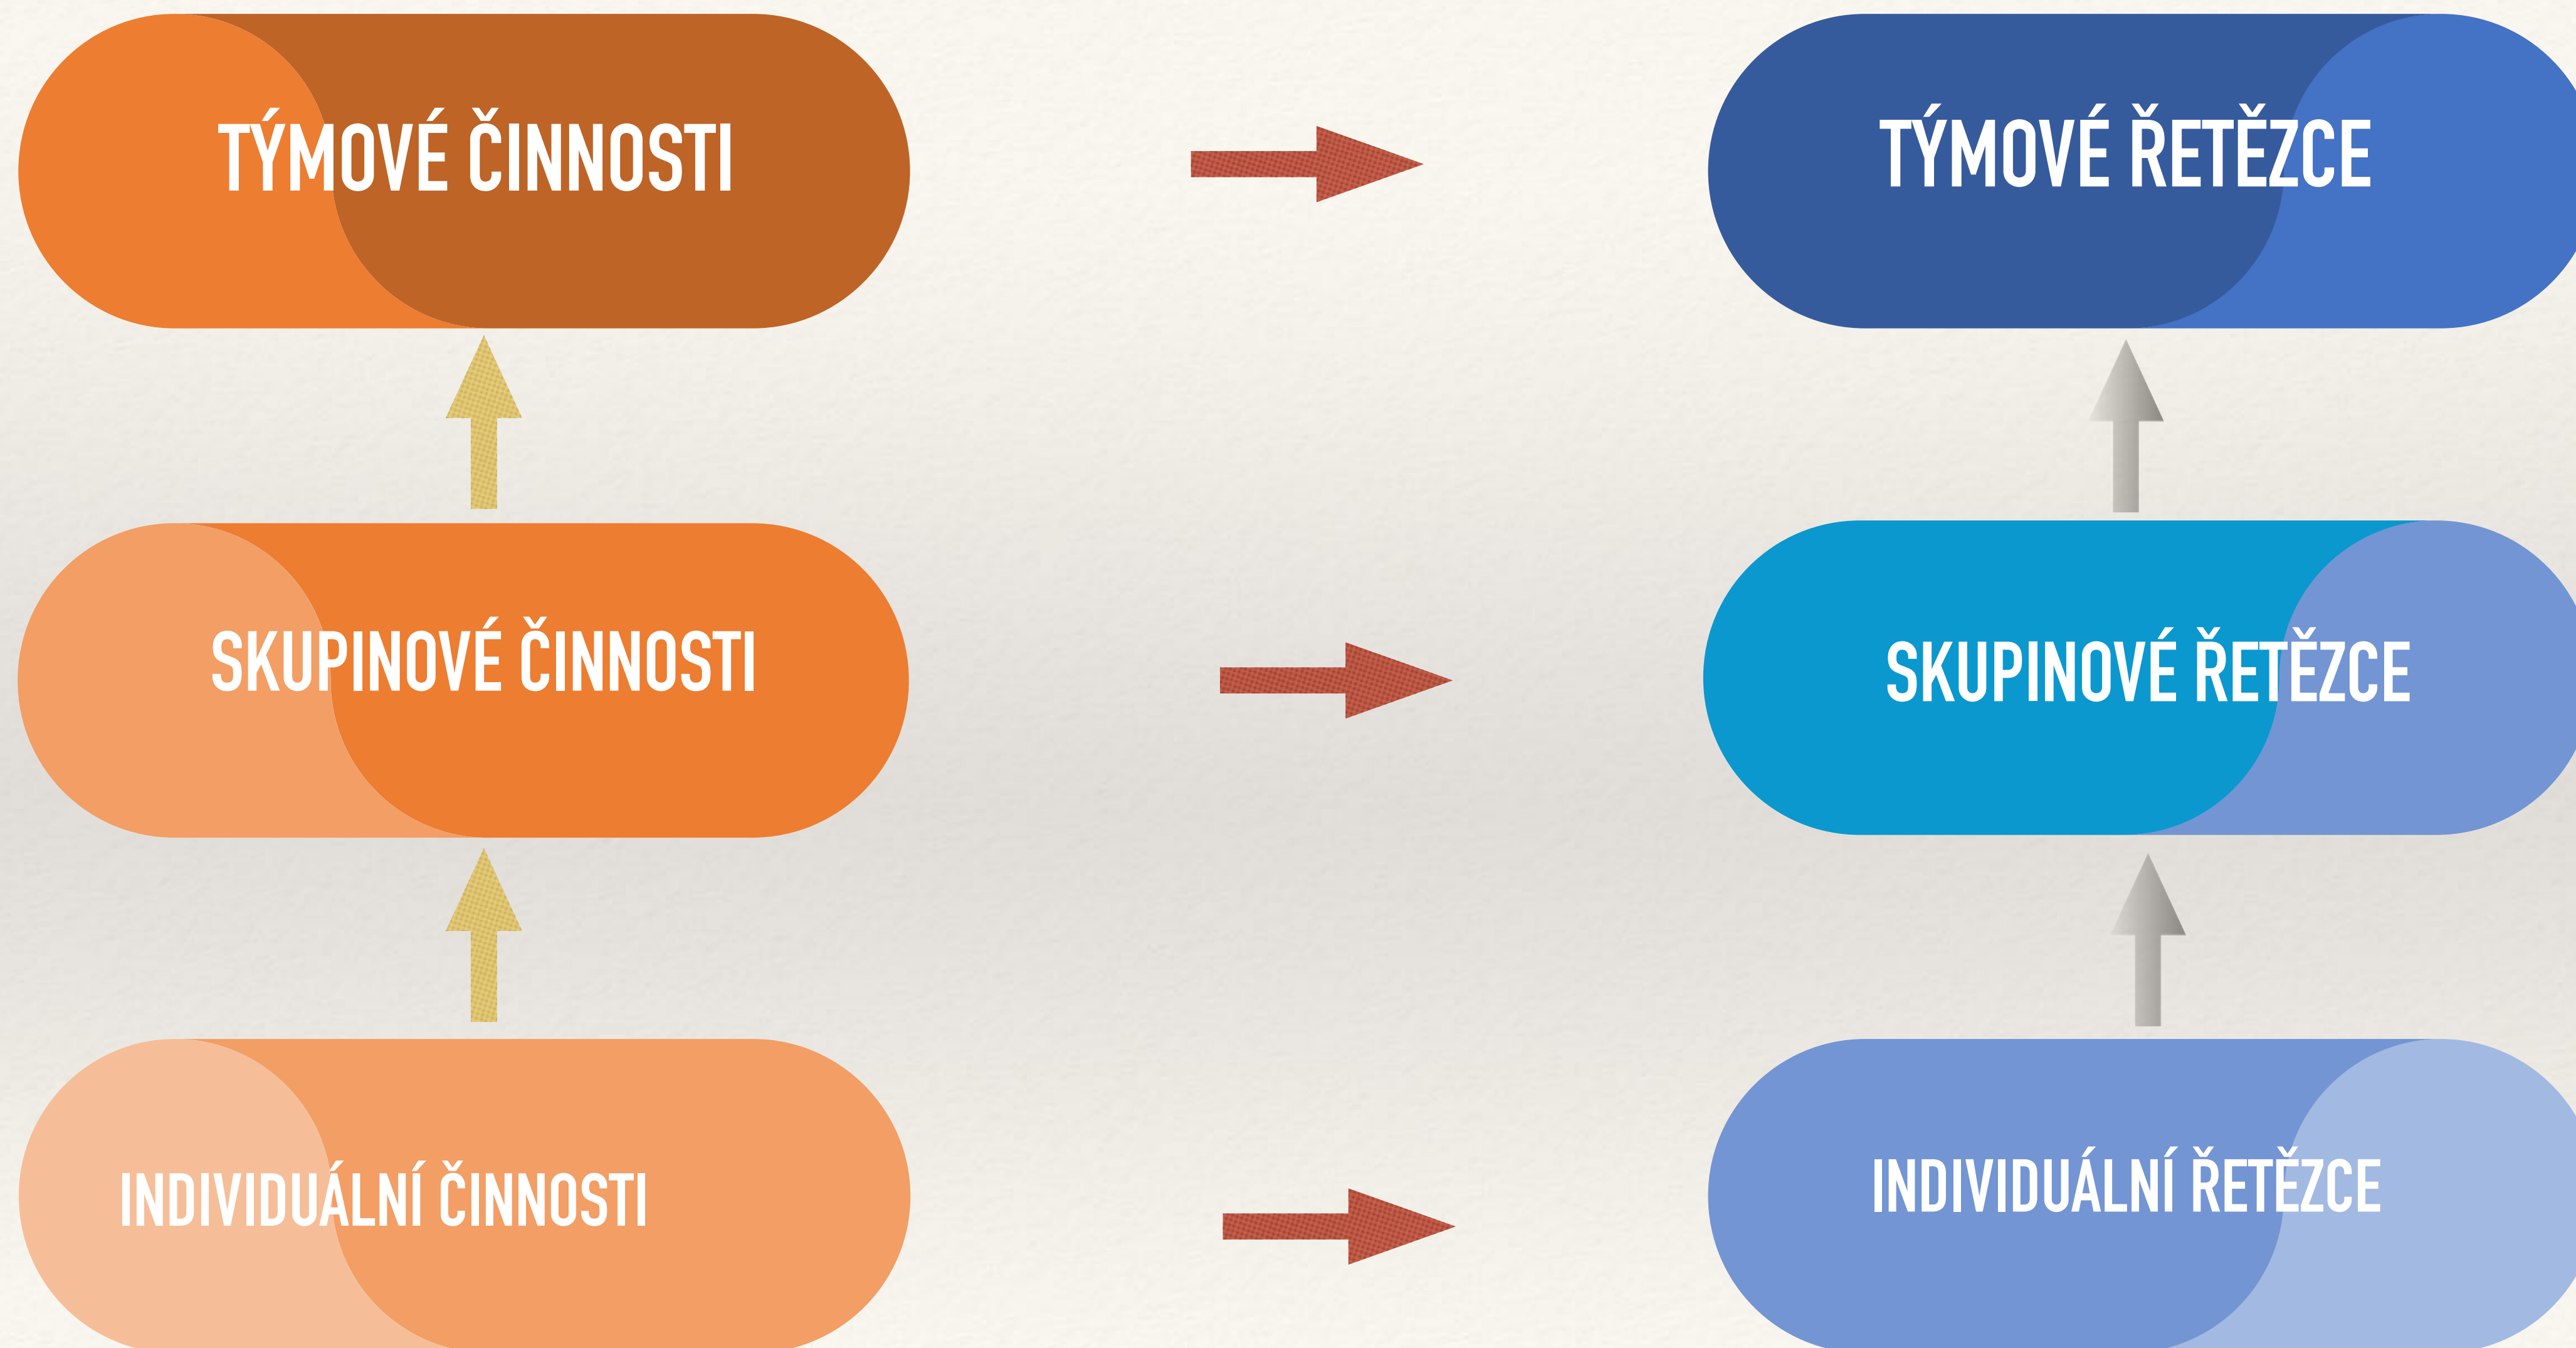 TÝMOVÉ ČINNOSTI
TÝMOVÉ ŘETĚZCE
SKUPINOVÉ ČINNOSTI
SKUPINOVÉ ŘETĚZCE
INDIVIDUÁLNÍ ČINNOSTI
INDIVIDUÁLNÍ ŘETĚZCE